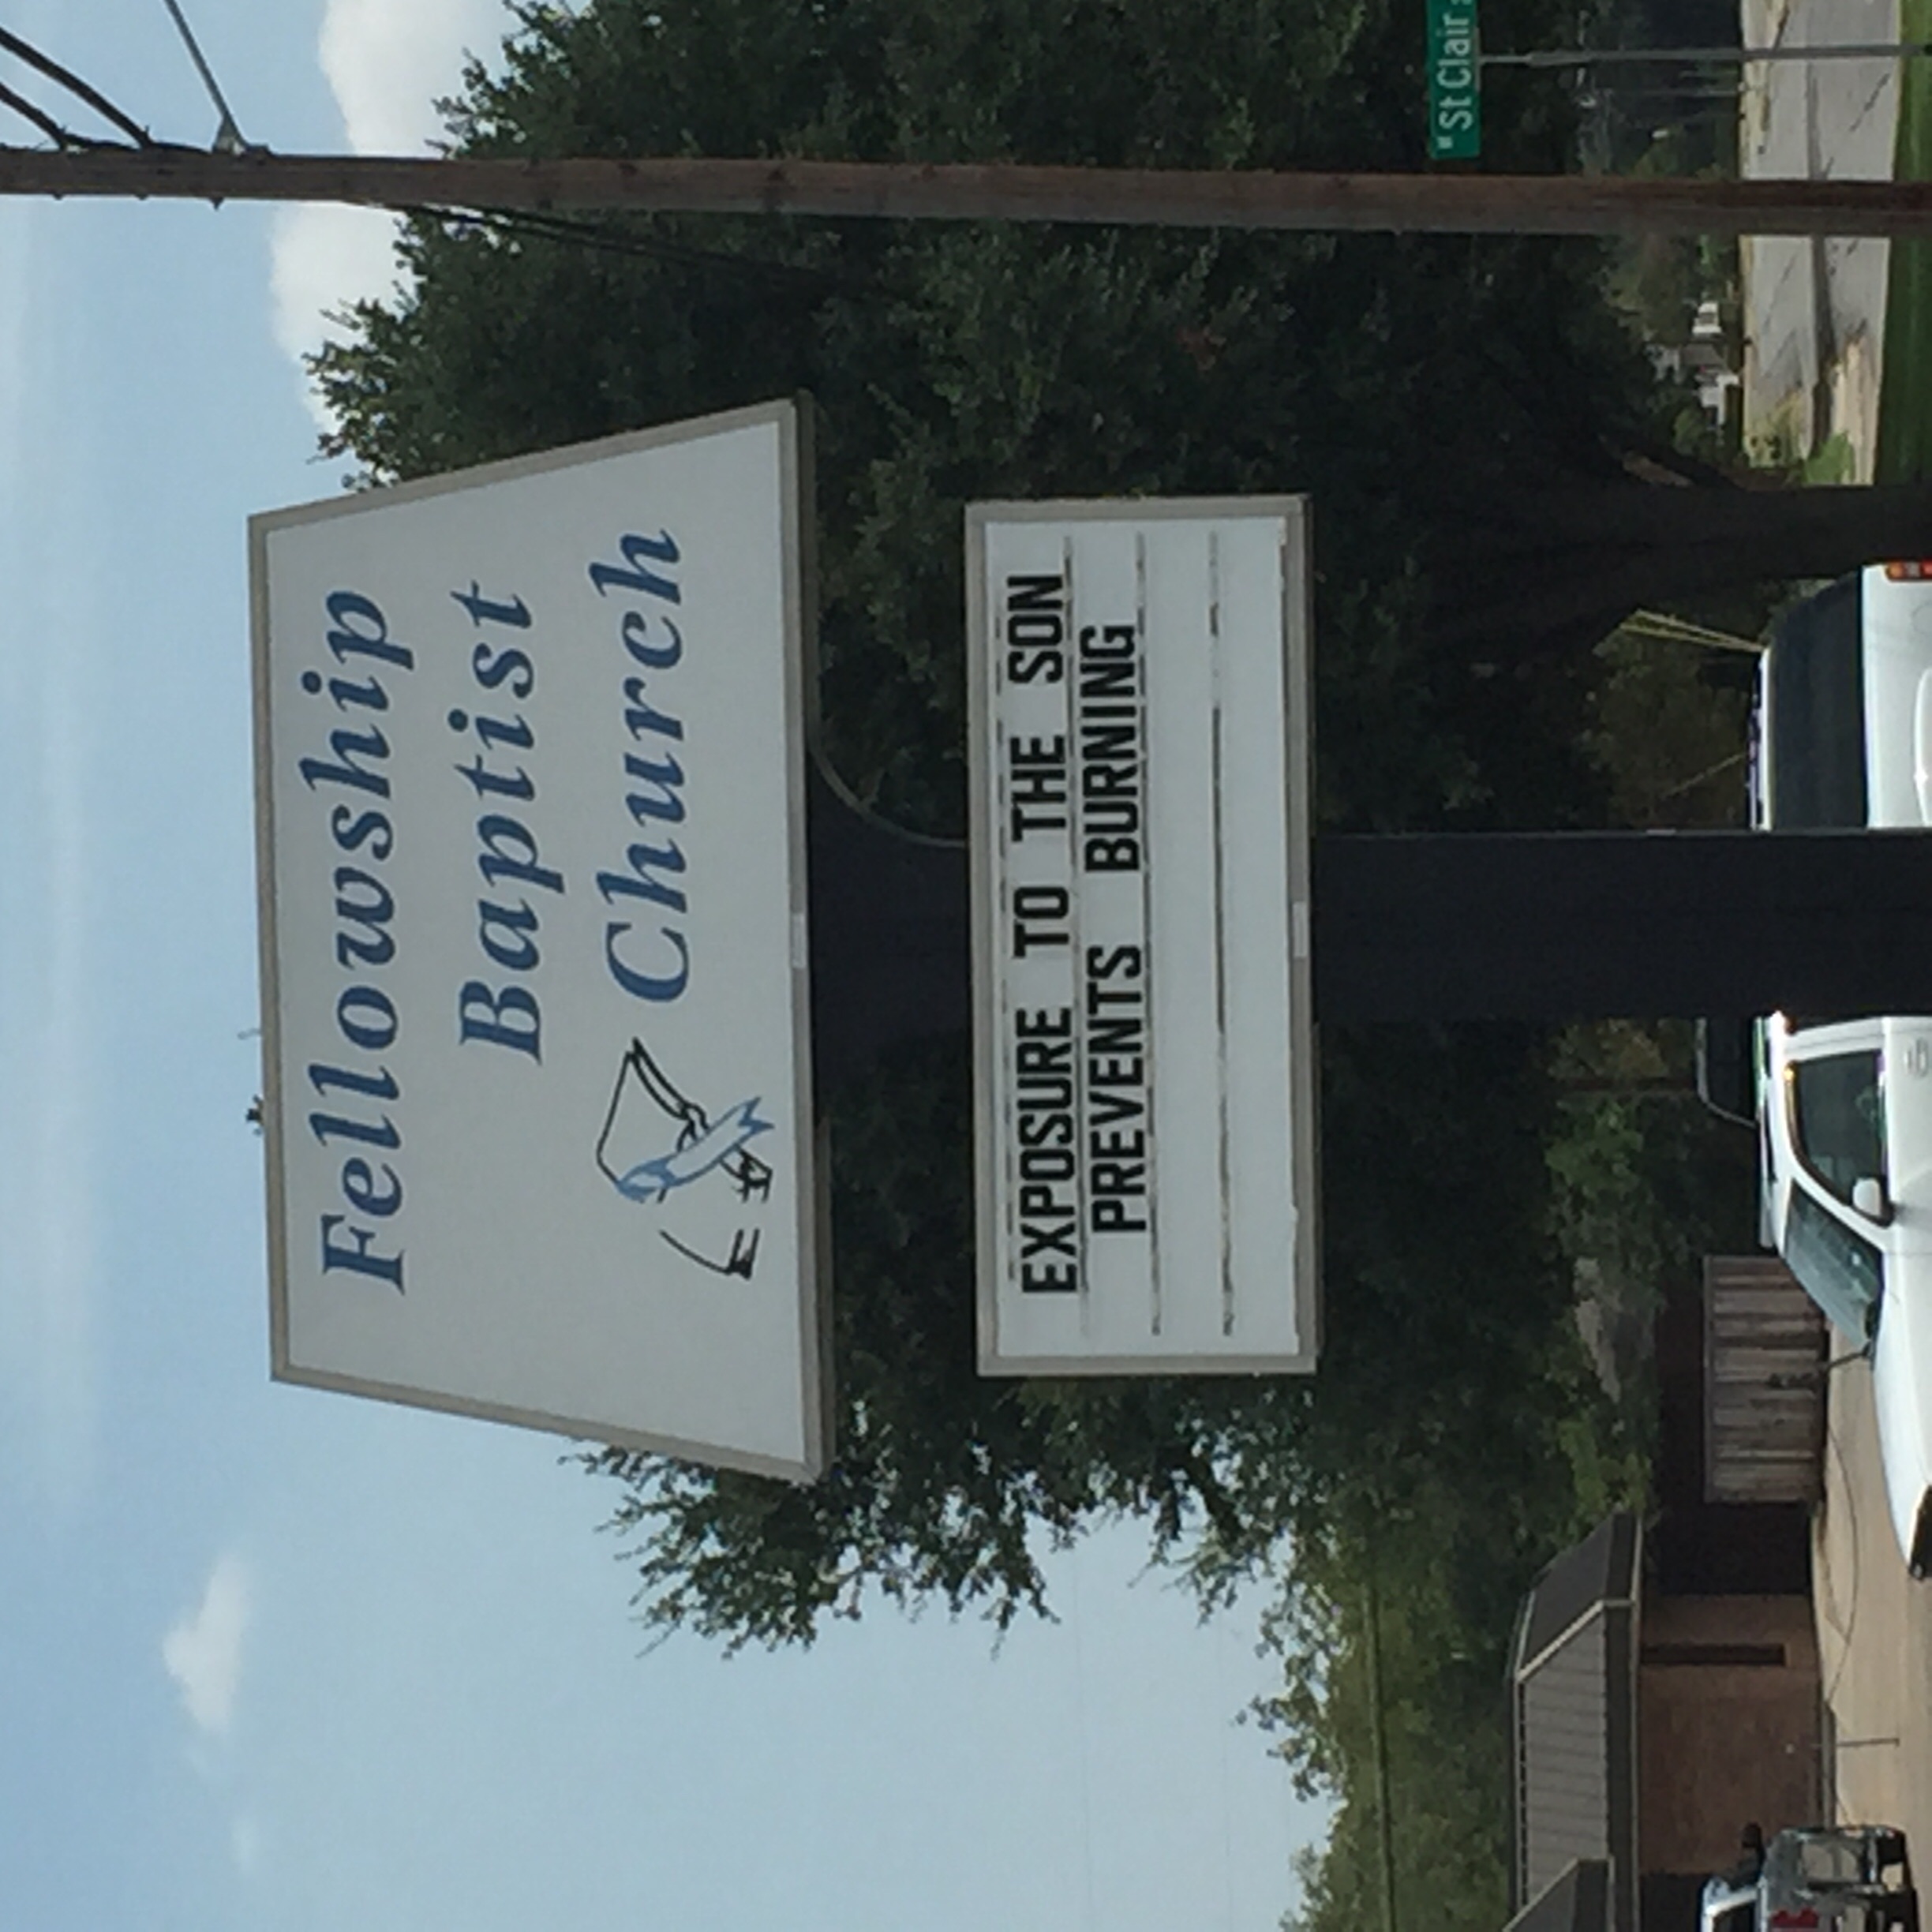 Fellowship
Baptist
Church
EXPOSURE TO THE SON
PREVENTS BURNING
W St Clair